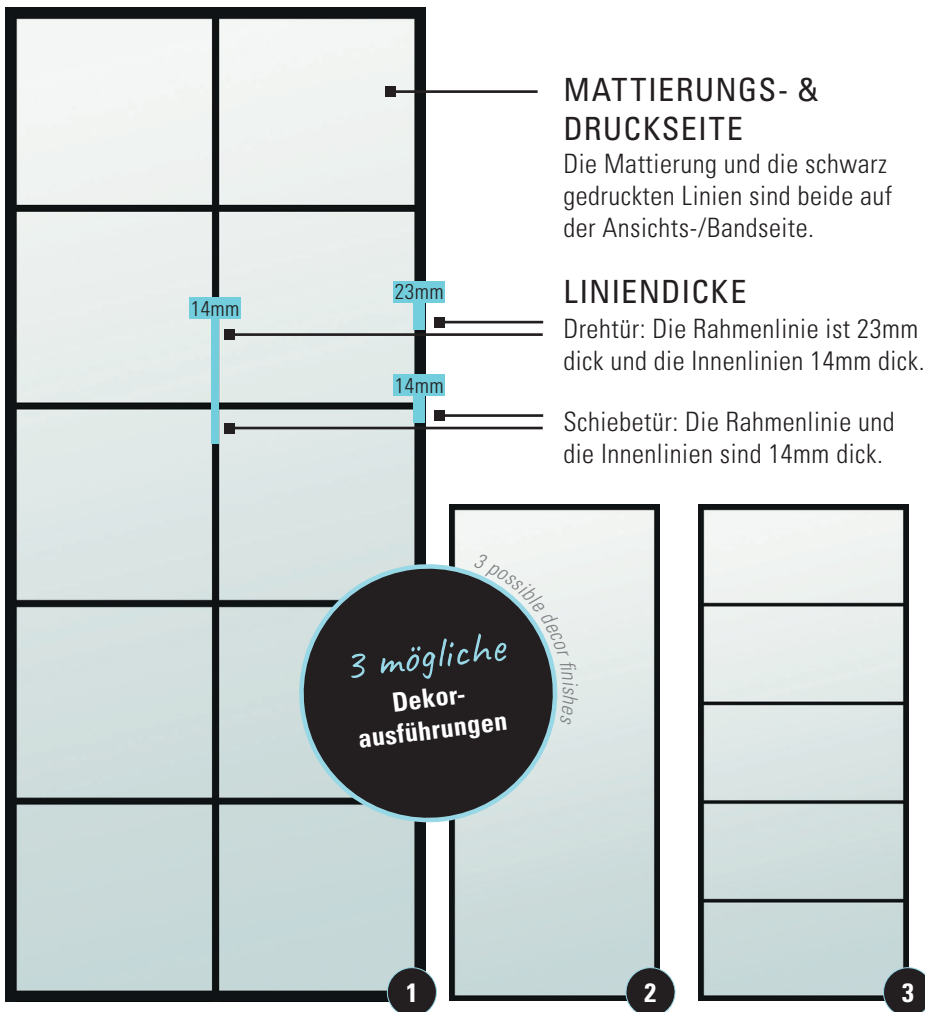 MATTIERUNGS- &
DRUCKSEITE
Die Mattierung und die schwarz
gedruckten Linien sind beide auf
der Ansichts-/Bandseite.
23mm
14mm
LINIENDICKE
Drehtür: Die Rahmenlinie ist 23mm
dick und die Innenlinien 14mm dick.
14mm
Schiebetür: Die Rahmenlinie und
die Innenlinien sind 14mm dick.
3 possible decor finishes
3 mögliche
Dekor-
ausführungen
1
2
3